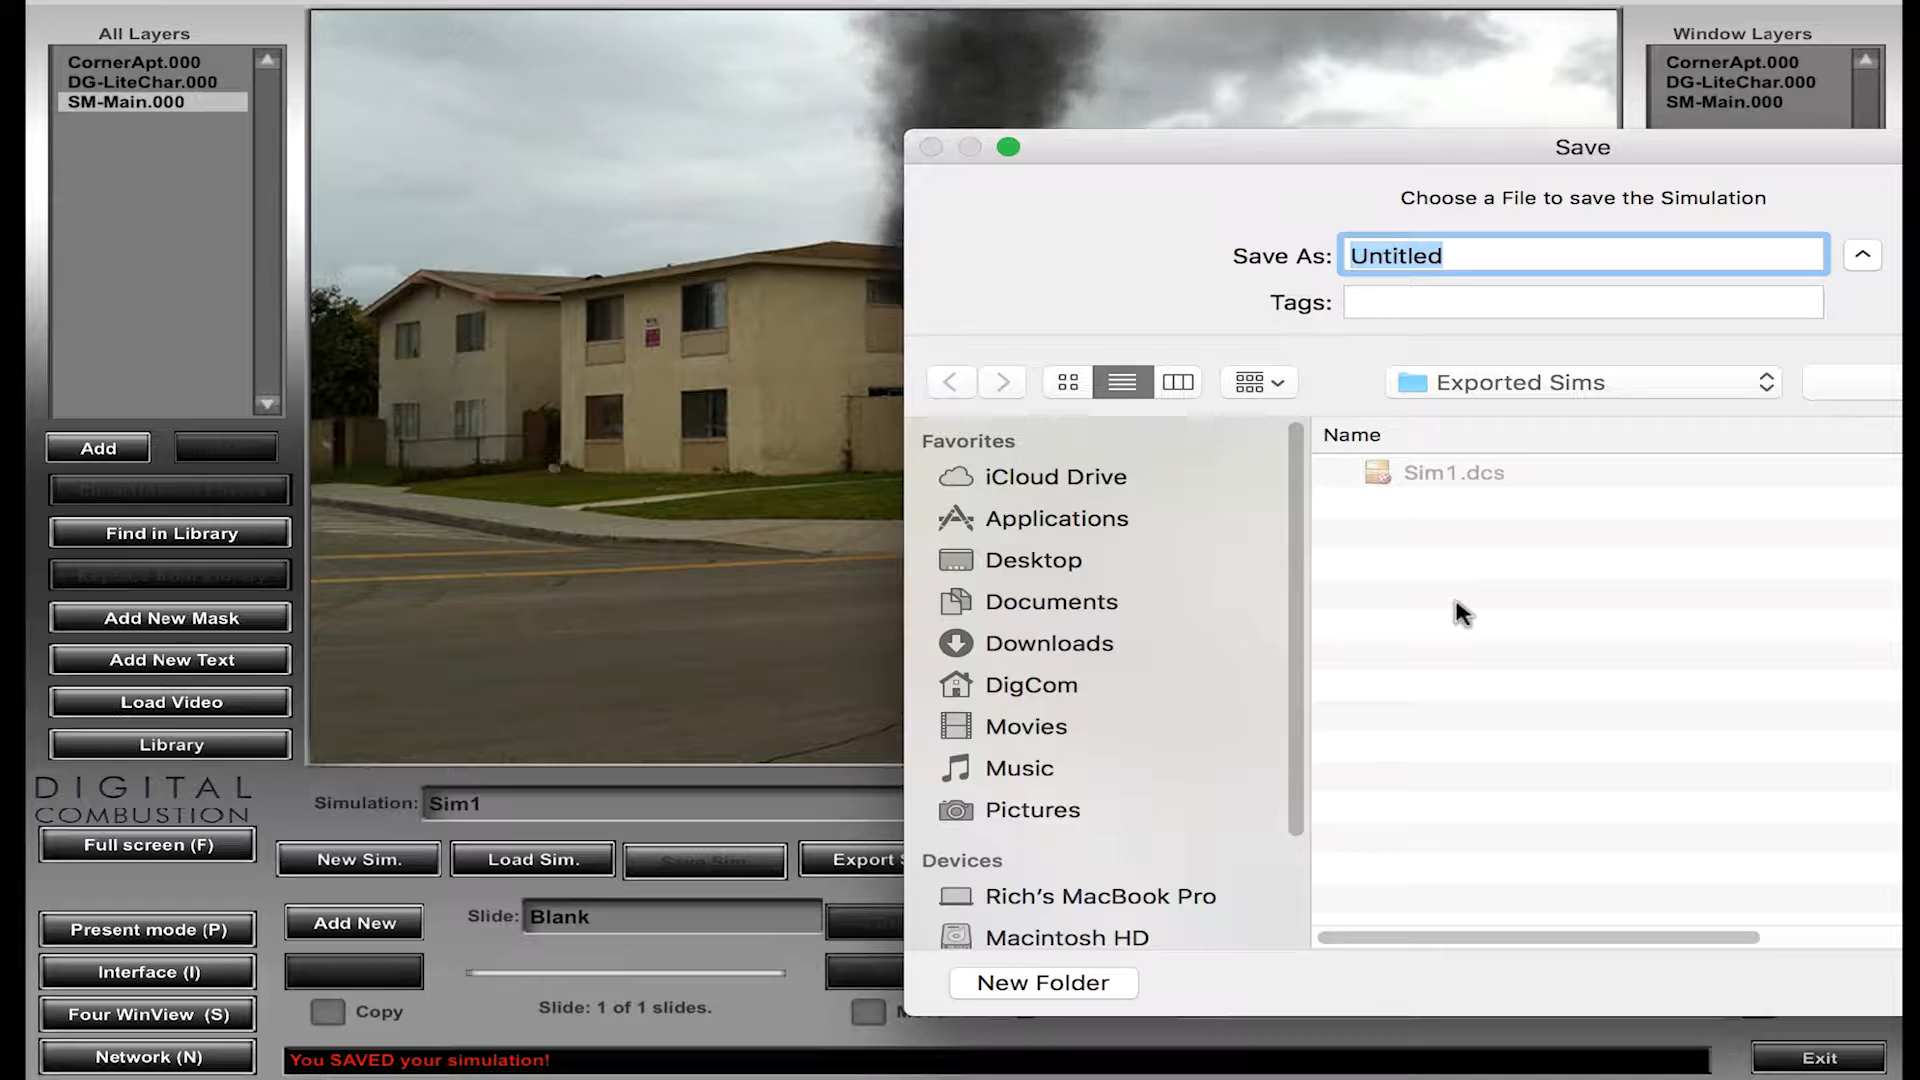 All Layers
CornerApt.000
DG-LiteChar.000
SM-Main.000
Add
Find in Library
Add New Mask
Add New Text
Load Video
Library
DIGITAL
COMBUSTION
Full screen (F)
Present mode (P)
Interface (I)
Four WinView (S)
Network (N)
Simulation: Sim1
New Sim.
Load Sim.
Save Sim.
Export
Add New
Slide: Blank
Slide: 1 of 1 slides.
Copy
You SAVED your simulation!
Exit
Window Layers
CornerApt.000
DG-LiteChar.000
SM-Main.000
Save
Choose a File to save the Simulation
Save As: Untitled
Tags:
Exported Sims
Favorites
iCloud Drive
Applications
Desktop
Documents
Downloads
DigCom
Movies
Music
Pictures
Devices
Rich’s MacBook Pro
Macintosh HD
Name
Sim1.dcs
New Folder